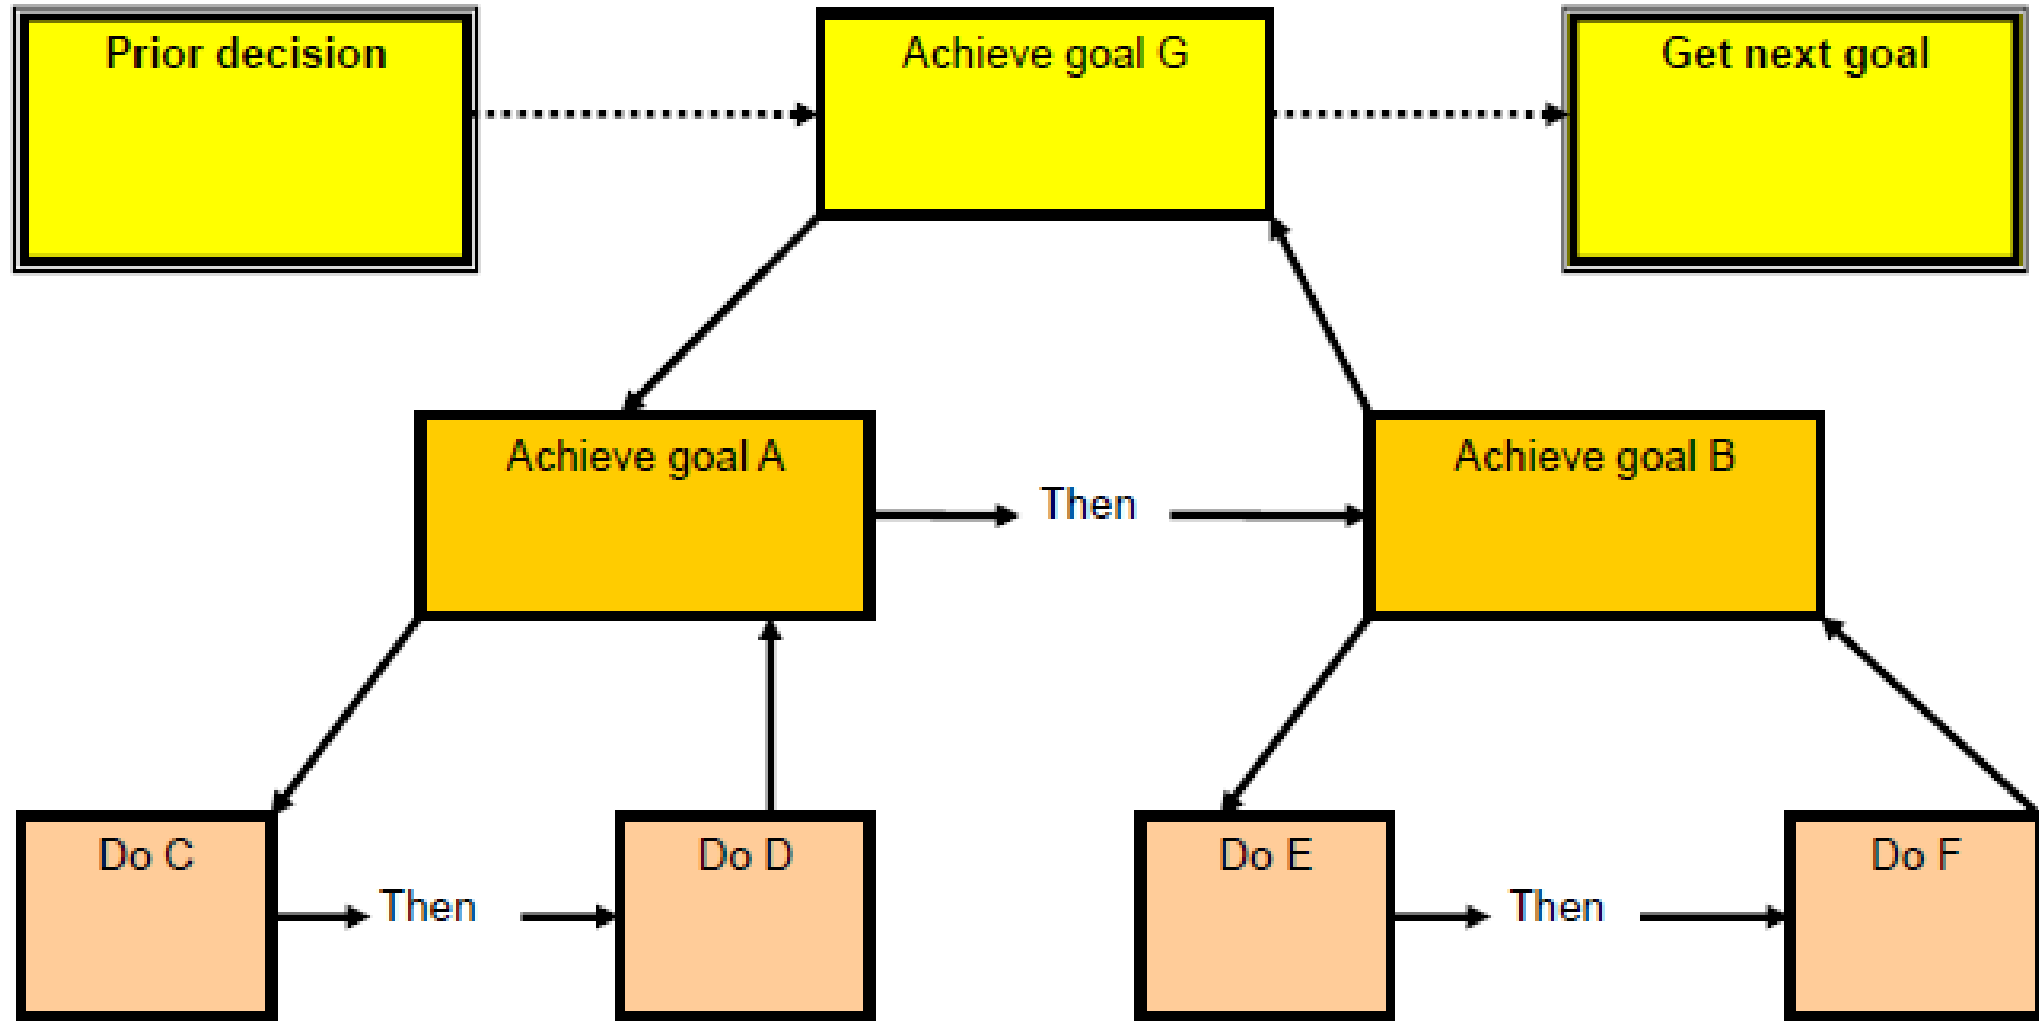 Prior decision
Achieve goal G
Get next goal
Achieve goal A
Then
Achieve goal B
Do C
Then
Do D
Do E
Then
Do F